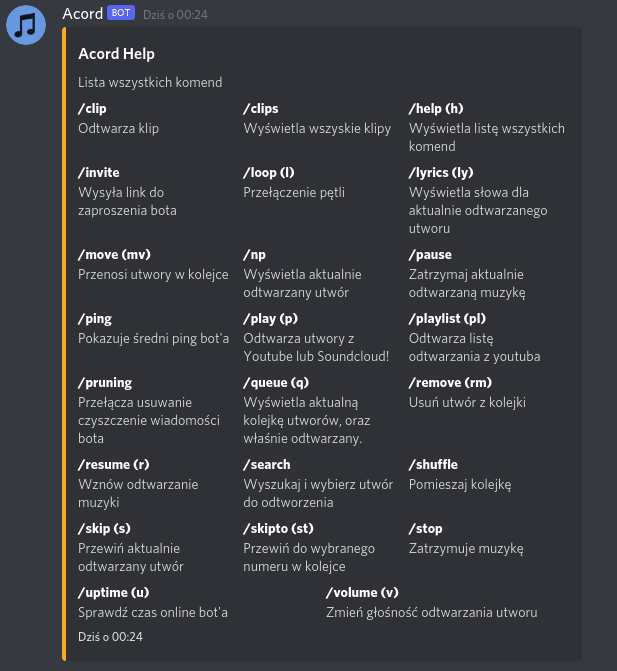 Acord BOT Dziś o 00:24
Acord Help
Lista wszystkich komend
/clip
Odtwarza klip
/clips
Wyświetla wszyskie klipy
/help (h)
Wyświetla listę wszystkich
komend
/invite
Wysyła link do
zaproszenia bota
/loop (l)
Przełączenie pętli
/lyrics (ly)
Wyświetla słowa dla
aktualnie odtwarzanego
utworu
/move (mv)
Przenosi utwory w kolejce
/np
Wyświetla aktualnie
odtwarzany utwór
/pause
Zatrzymaj aktualnie
odtwarzaną muzykę
/ping
Pokazuje średni ping bot'a
/play (p)
Odtwarza utwory z
Youtube lub Soundcloud!
/playlist (pl)
Odtwarza listę
odtwarzania z youtuba
/pruning
Przełącza usuwanie
czyszczenie wiadomości
bota
/queue (q)
Wyświetla aktualną
kolejkę utworów, oraz
właśnie odtwarzany.
/remove (rm)
Usuń utwór z kolejki
/resume (r)
Wznów odtwarzanie
muzyki
/search
Wyszukaj i wybierz utwór
do odtworzenia
/shuffle
Pomieszaj kolejkę
/skip (s)
Przewiń aktualnie
odtwarzany utwór
/skipto (st)
Przewiń do wybranego
numeru w kolejce
/stop
Zatrzymuje muzykę
/uptime (u)
Sprawdź czas online bot'a
/volume (v)
Zmień głośność odtwarzania utworu
Dziś o 00:24